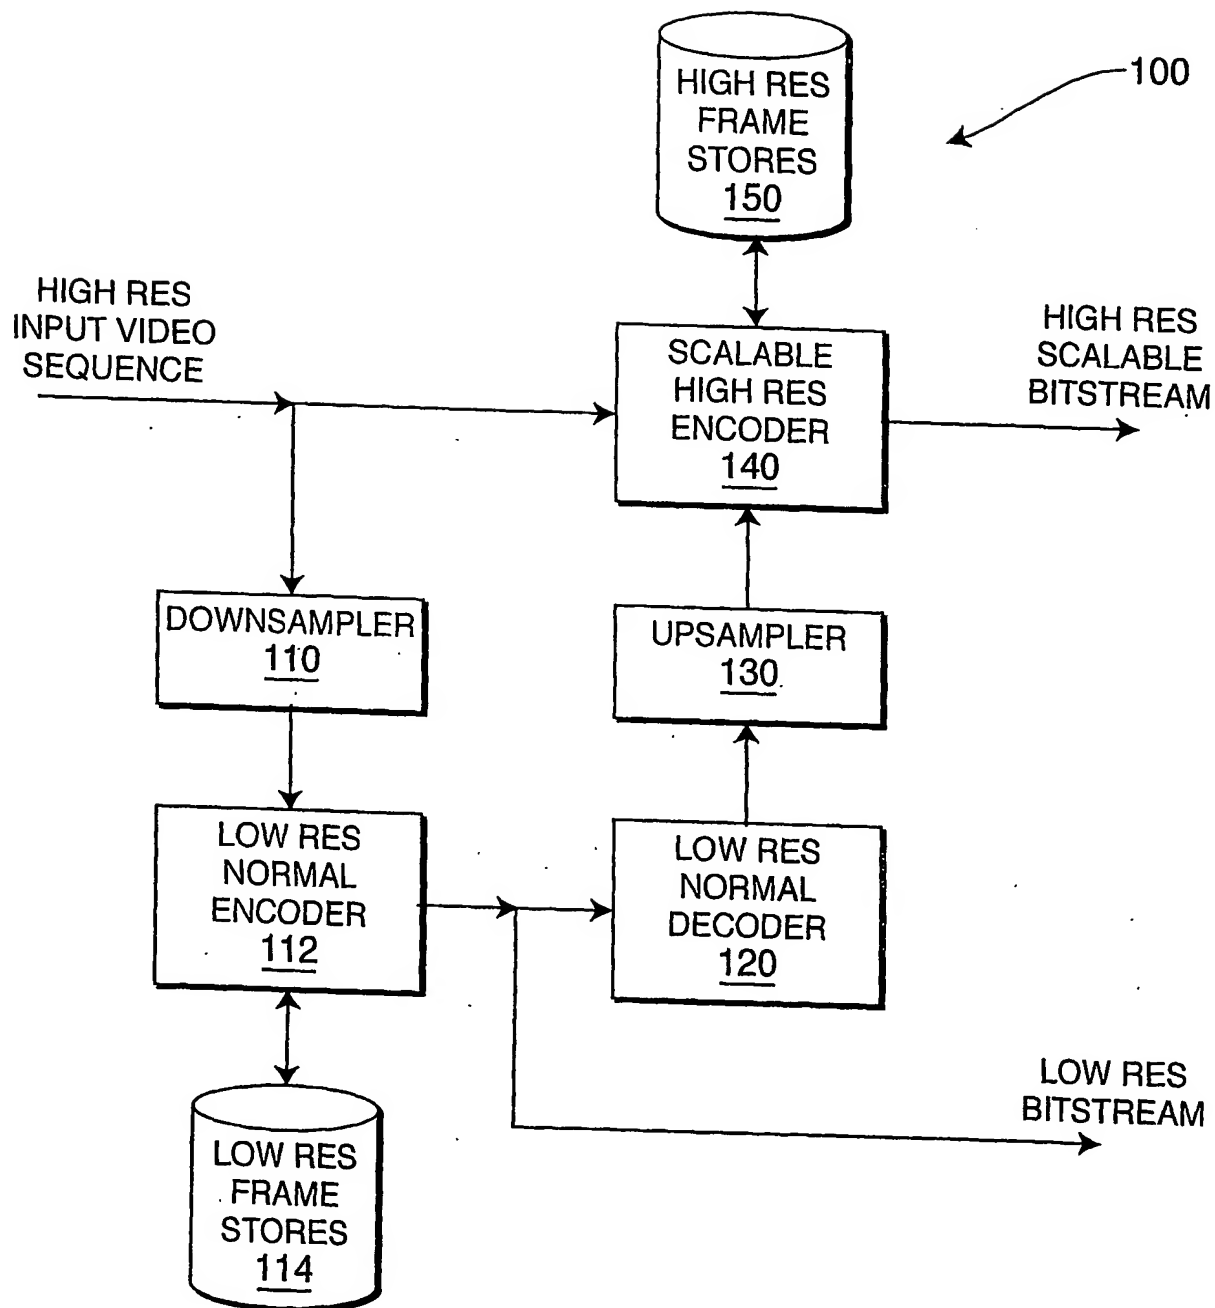 HIGH RES
FRAME
STORES
150
100
HIGH RES
INPUT VIDEO
SEQUENCE
SCALABLE
HIGH RES
ENCODER
140
HIGH RES
SCALABLE
BITSTREAM
DOWNSAMPLER
110
UPSAMPLER
130
LOW RES
NORMAL
ENCODER
112
LOW RES
NORMAL
DECODER
120
LOW RES
BITSTREAM
LOW RES
FRAME
STORES
114